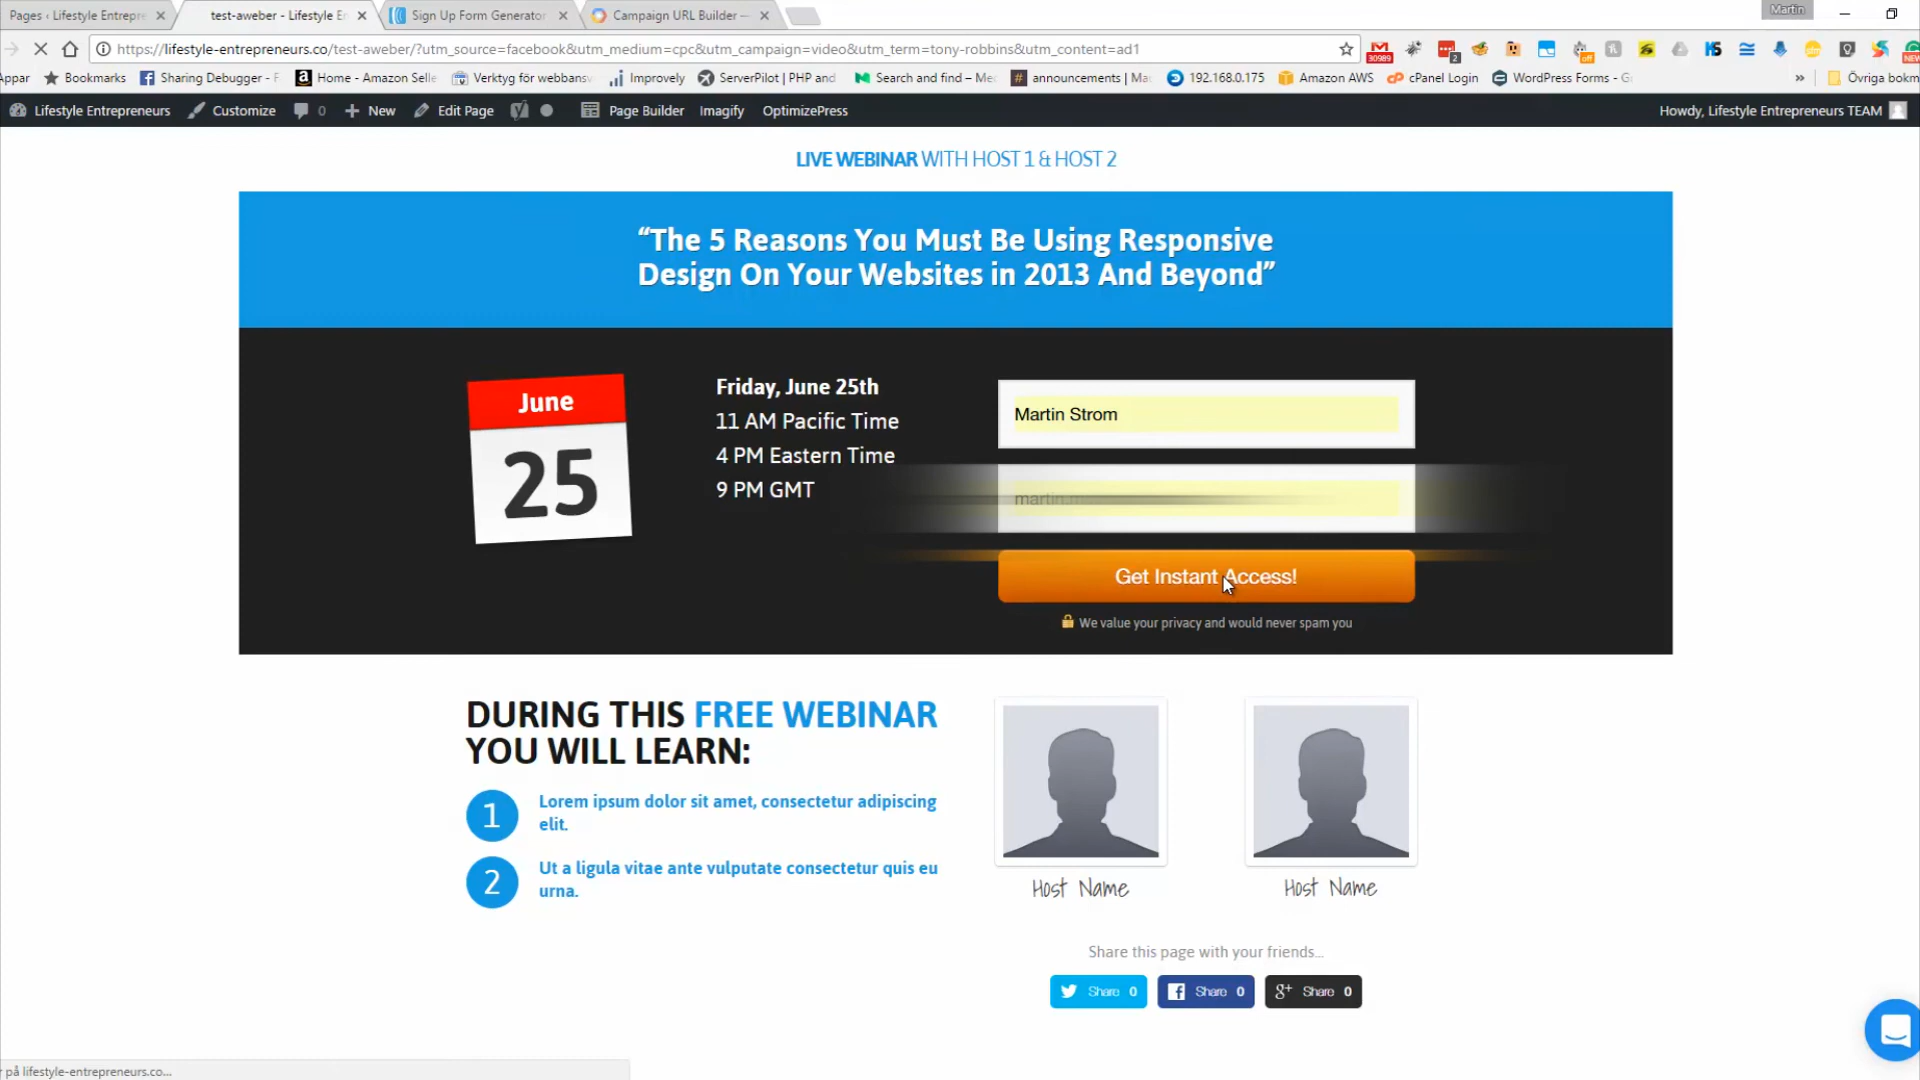 Pages ‹ Lifestyle Entrepre
test-aweber - Lifestyle E
Sign Up Form Generator
Campaign URL Builder —
Martin
https://lifestyle-entrepreneurs.co/test-aweber/?utm_source=facebook&utm_medium=cpc&utm_campaign=video&utm_term=tony-robbins&utm_content=ad1
30989
2
off
NEW
Appar
Bookmarks
Sharing Debugger - F
Home - Amazon Selle
Verktyg för webbans
Improvely
ServerPilot | PHP and
Search and find – Me
announcements | Ma
192.168.0.175
Amazon AWS
cPanel Login
WordPress Forms - G
»
Övriga bokm
Lifestyle Entrepreneurs
Customize
0
New
Edit Page
Page Builder
Imagify
OptimizePress
Howdy, Lifestyle Entrepreneurs TEAM
LIVE WEBINAR WITH HOST 1 & HOST 2
“The 5 Reasons You Must Be Using Responsive
Design On Your Websites in 2013 And Beyond”
June
25
Friday, June 25th
11 AM Pacific Time
4 PM Eastern Time
9 PM GMT
Martin Strom
Get Instant Access!
We value your privacy and would never spam you
DURING THIS FREE WEBINAR
YOU WILL LEARN:
1
Lorem ipsum dolor sit amet, consectetur adipiscing
elit.
2
Ut a ligula vitae ante vulputate consectetur quis eu
urna.
Host Name
Host Name
Share this page with your friends...
Share 0
Share 0
Share 0
på lifestyle-entrepreneurs.co...